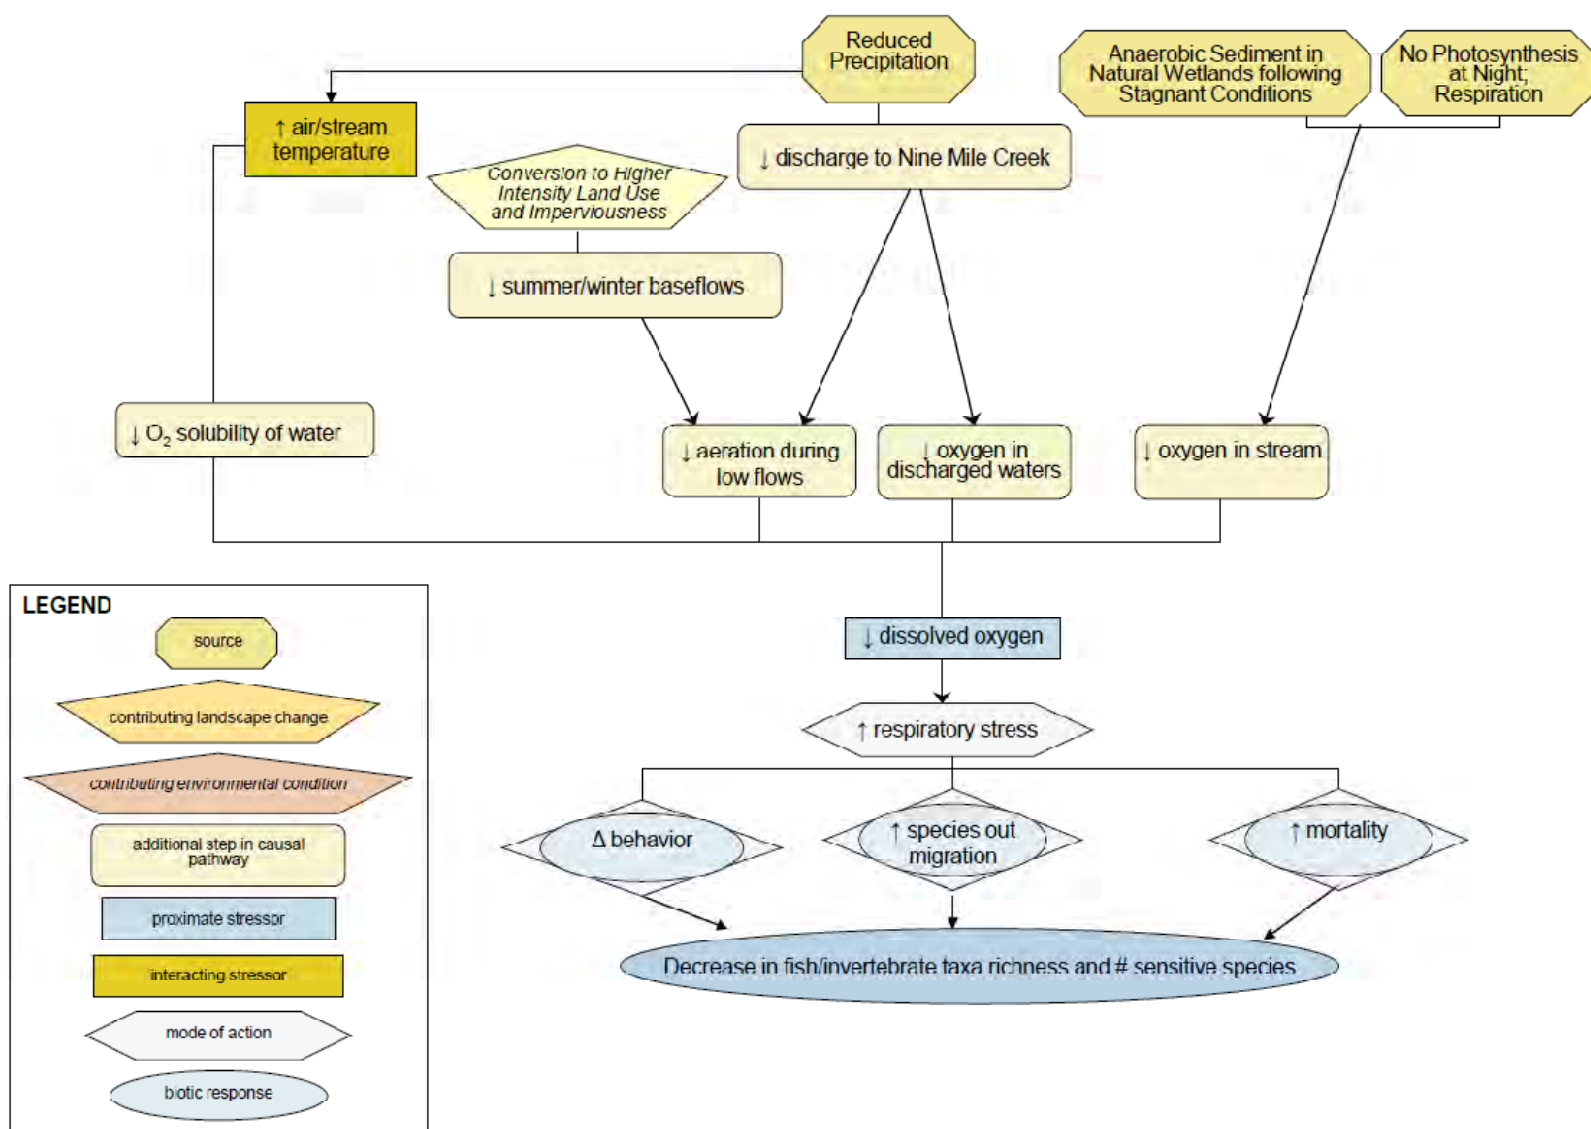 Reduced
Precipitation
Anaerobic Sediment in
Natural Wetlands following
Stagnant Conditions
No Photosynthesis
at Night;
Respiration
↑ air/stream
temperature
↓ discharge to Nine Mile Creek
Conversion to Higher
Intensity Land Use
and Imperviousness
↓ summer/winter baseflows
↓ O₂ solubility of water
↓ aeration during
low flows
↓ oxygen in
discharged waters
↓ oxygen in stream
↓ dissolved oxygen
↑ respiratory stress
Δ behavior
↑ species out
migration
↑ mortality
Decrease in fish/invertebrate taxa richness and # sensitive species
LEGEND
source
contributing landscape change
contributing environmental condition
additional step in causal
pathway
proximate stressor
interacting stressor
mode of action
biotic response